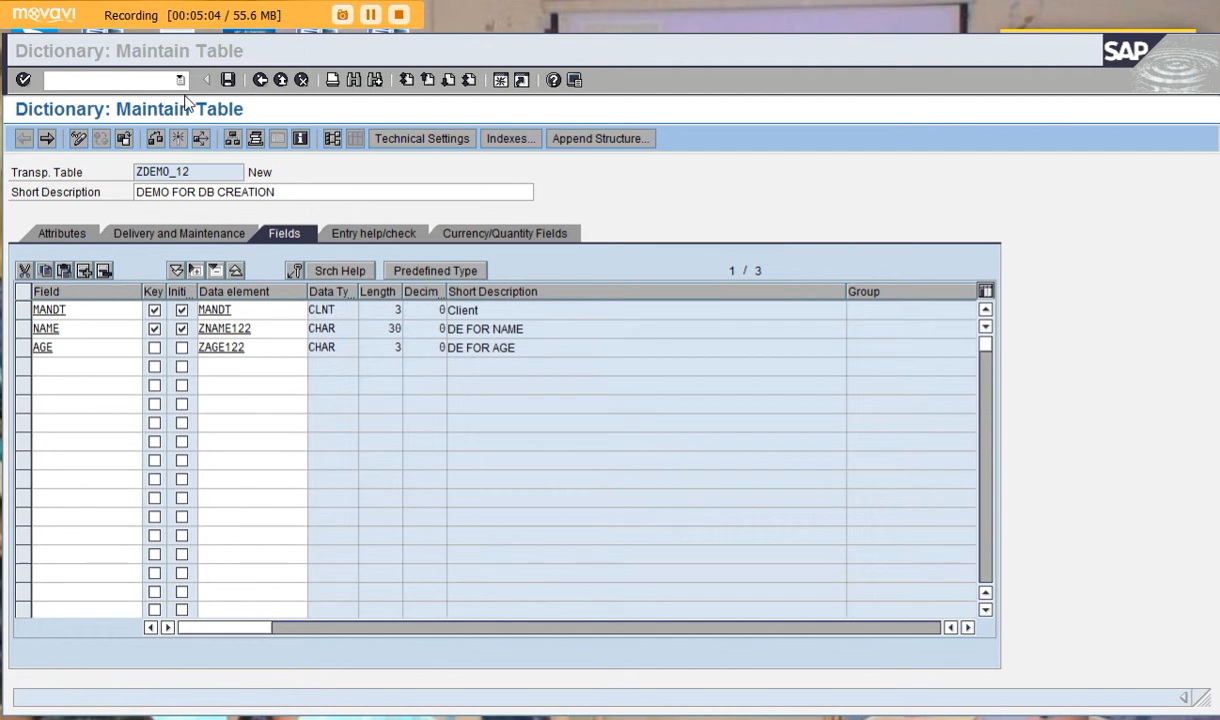 movavi Recording [00:05:04 / 55.6 MB]
Dictionary: Maintain Table
SAP
Dictionary: Maintain Table
Technical Settings Indexes... Append Structure...
Transp. Table ZDEMO_12 New
Short Description DEMO FOR DB CREATION
Attributes Delivery and Maintenance Fields Entry help/check Currency/Quantity Fields
Srch Help Predefined Type 1 / 3
Field Key Initi... Data element Data Ty... Length Decim... Short Description Group
MANDT MANDT CLNT 3 0 Client
NAME ZNAME122 CHAR 30 0 DE FOR NAME
AGE ZAGE122 CHAR 3 0 DE FOR AGE